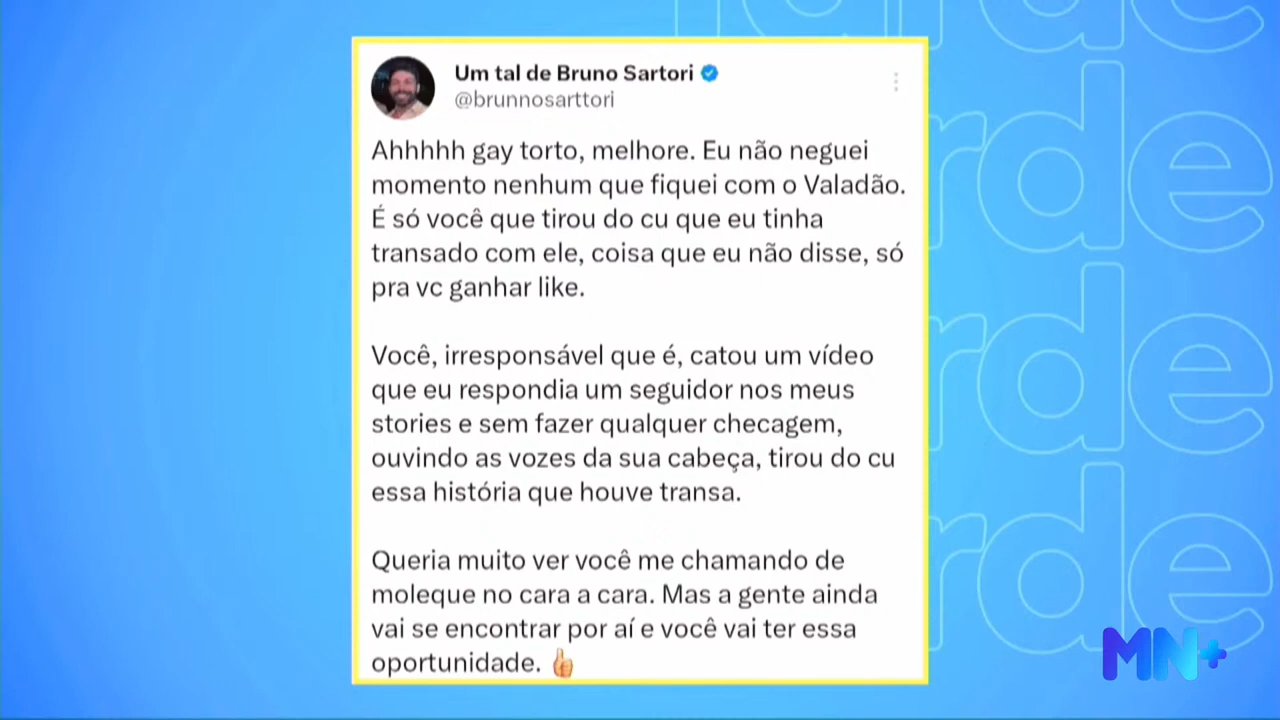 Um tal de Bruno Sartori
@brunnosarttori
Ahhhhh gay torto, melhore. Eu não neguei
momento nenhum que fiquei com o Valadão.
É só você que tirou do cu que eu tinha
transado com ele, coisa que eu não disse, só
pra vc ganhar like.
Você, irresponsável que é, catou um vídeo
que eu respondia um seguidor nos meus
stories e sem fazer qualquer checagem,
ouvindo as vozes da sua cabeça, tirou do cu
essa história que houve transa.
Queria muito ver você me chamando de
moleque no cara a cara. Mas a gente ainda
vai se encontrar por aí e você vai ter essa
oportunidade. 👍
tarde
rde
rde
rde
MN+